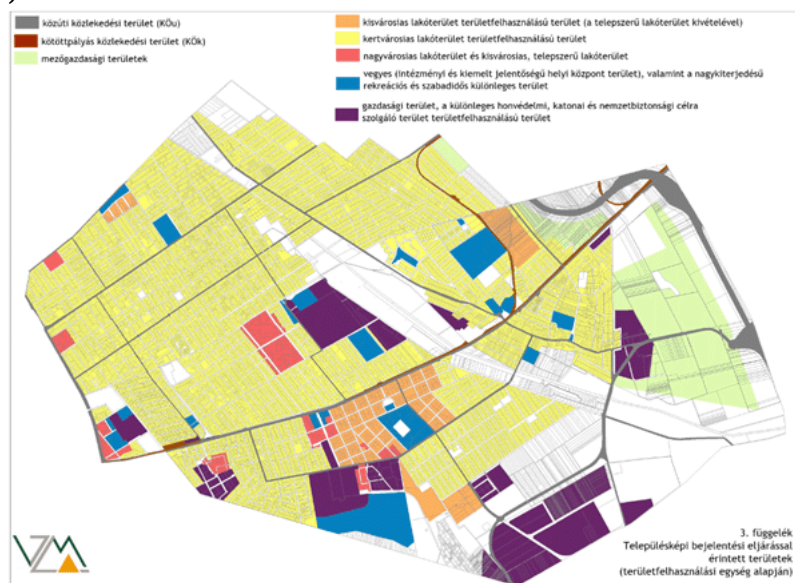 közúti közlekedési terület (KÖu)
kötöttpályás közlekedési terület (KÖk)
mezőgazdasági területek
kisvárosias lakóterület területfelhasználású terület (a telepszerű lakóterület kivételével)
kertvárosias lakóterület területfelhasználású terület
nagyvárosias lakóterület és kisvárosias, telepszerű lakóterület
vegyes (intézményi és kiemelt jelentőségű helyi központ terület), valamint a nagykiterjedésű
rekreációs és szabadidős különleges terület
gazdasági terület, a különleges honvédelmi, katonai és nemzetbiztonsági célra
szolgáló terület területfelhasználású terület
VZM
3. függelék
Településképi bejelentési eljárással
érintett területek
(területfelhasználási egység alapján)